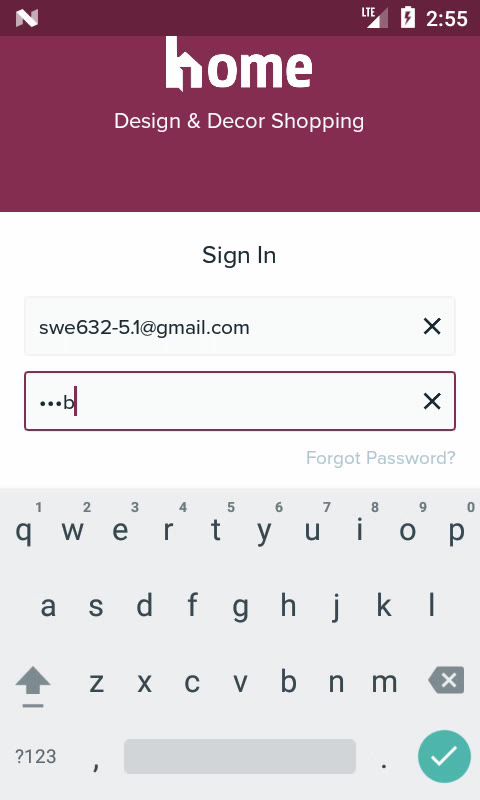 LTE 2:55
home
Design & Decor Shopping
Sign In
swe632-5.1@gmail.com
•••b
Forgot Password?
1 2 3 4 5 6 7 8 9 0
q w e r t y u i o p
a s d f g h j k l
z x c v b n m
?123 , .